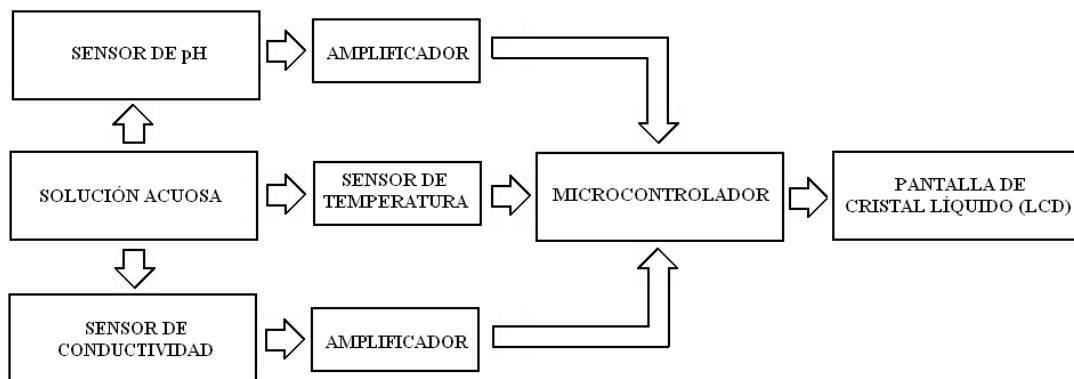 SENSOR DE pH
AMPLIFICADOR
SOLUCIÓN ACUOSA
SENSOR DE
TEMPERATURA
MICROCONTROLADOR
PANTALLA DE
CRISTAL LÍQUIDO (LCD)
SENSOR DE
CONDUCTIVIDAD
AMPLIFICADOR